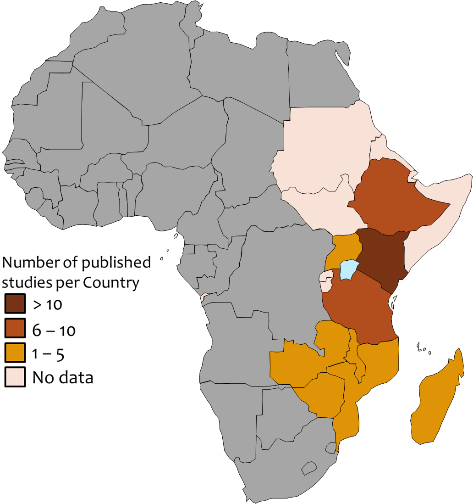 Number of published
studies per Country
> 10
6 – 10
1 – 5
No data